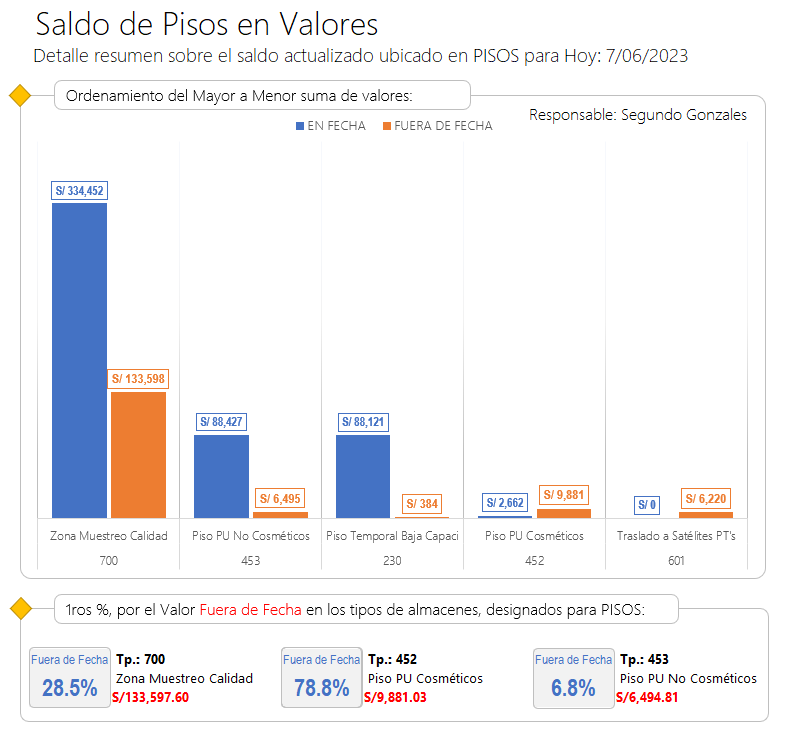 Saldo de Pisos en Valores
Detalle resumen sobre el saldo actualizado ubicado en PISOS para Hoy: 7/06/2023
Ordenamiento del Mayor a Menor suma de valores:
Responsable: Segundo Gonzales
EN FECHA FUERA DE FECHA
S/ 334,452
S/ 133,598
S/ 88,427
S/ 6,495
S/ 88,121
S/ 384
S/ 2,662
S/ 9,881
S/ 0
S/ 6,220
Zona Muestreo Calidad Piso PU No Cosméticos Piso Temporal Baja Capaci Piso PU Cosméticos Traslado a Satélites PT's
700 453 230 452 601
1ros %, por el Valor Fuera de Fecha en los tipos de almacenes, designados para PISOS:
Fuera de Fecha
28.5%
Tp.: 700
Zona Muestreo Calidad
S/133,597.60
Fuera de Fecha
78.8%
Tp.: 452
Piso PU Cosméticos
S/9,881.03
Fuera de Fecha
6.8%
Tp.: 453
Piso PU No Cosméticos
S/6,494.81